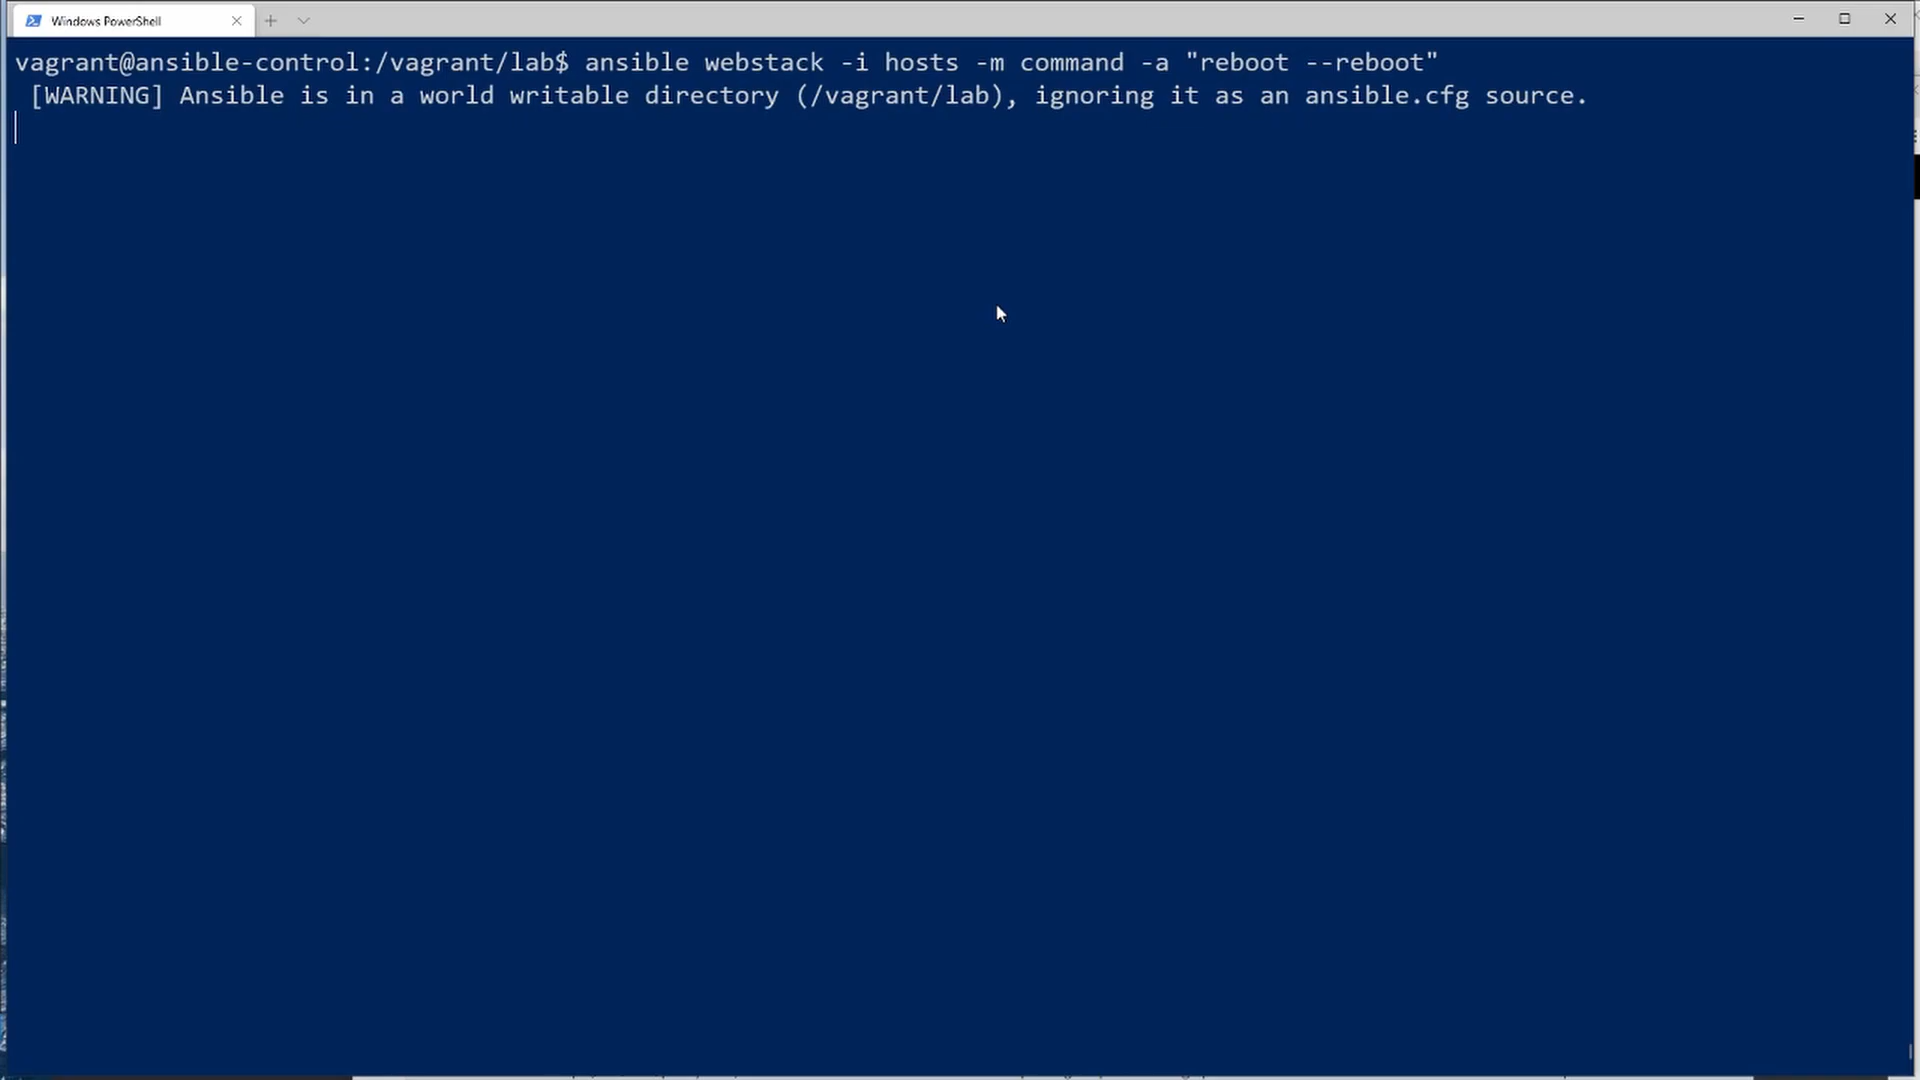 Windows PowerShell
vagrant@ansible-control:/vagrant/lab$ ansible webstack -i hosts -m command -a "reboot --reboot"
[WARNING] Ansible is in a world writable directory (/vagrant/lab), ignoring it as an ansible.cfg source.